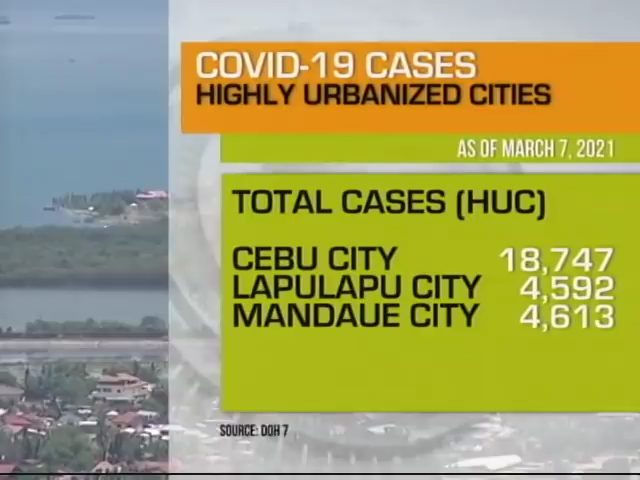 COVID-19 CASES
HIGHLY URBANIZED CITIES
AS OF MARCH 7, 2021
TOTAL CASES (HUC)
CEBU CITY 18,747
LAPULAPU CITY 4,592
MANDAUE CITY 4,613
SOURCE: DOH 7